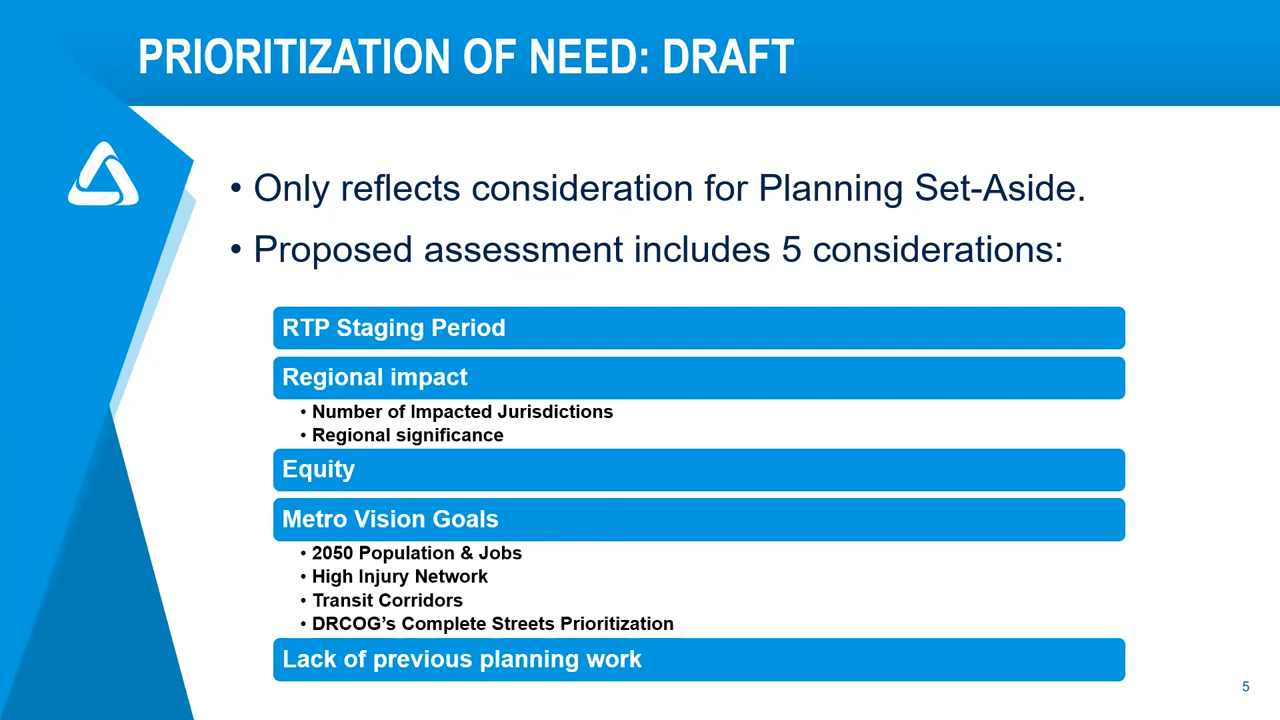 PRIORITIZATION OF NEED: DRAFT
• Only reflects consideration for Planning Set-Aside.
• Proposed assessment includes 5 considerations:
RTP Staging Period
Regional impact
• Number of Impacted Jurisdictions
• Regional significance
Equity
Metro Vision Goals
• 2050 Population & Jobs
• High Injury Network
• Transit Corridors
• DRCOG’s Complete Streets Prioritization
Lack of previous planning work
5